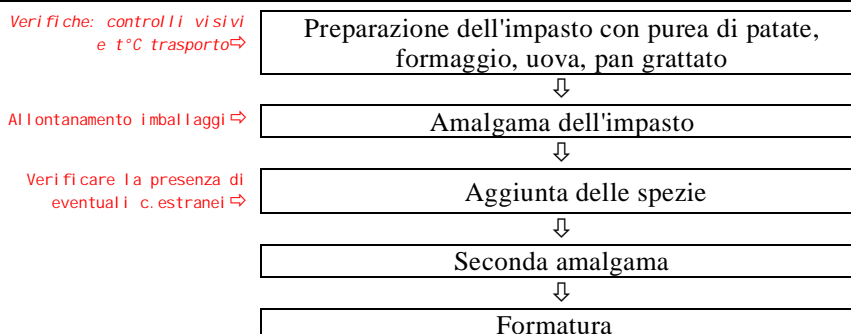 Verifiche: controlli visivi
e t°C trasporto⇨
Preparazione dell'impasto con purea di patate,
formaggio, uova, pan grattato
⇩
Allontanamento imballaggi⇨
Amalgama dell'impasto
⇩
Verificare la presenza di
eventuali c.estranei⇨
Aggiunta delle spezie
⇩
Seconda amalgama
⇩
Formatura